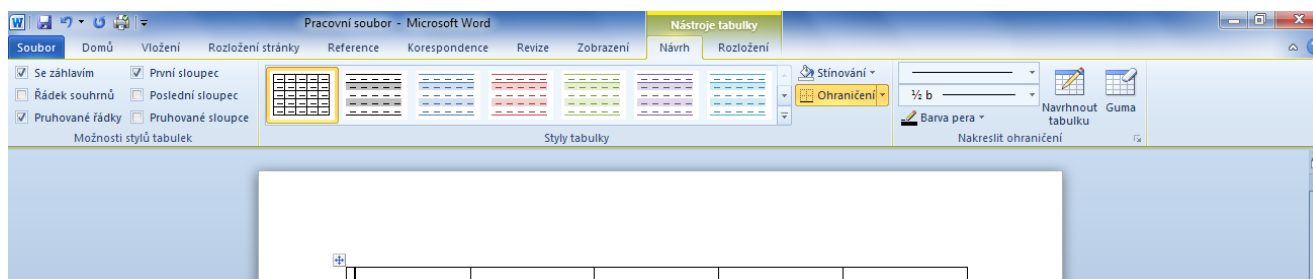 Pracovní soubor - Microsoft Word
Nástroje tabulky
Soubor Domů Vložení Rozložení stránky Reference Korespondence Revize Zobrazení Návrh Rozložení
Se záhlavím První sloupec
Řádek souhrnů Poslední sloupec
Pruhované řádky Pruhované sloupce
Možnosti stylů tabulek
Styly tabulky
Stínování
Ohraničení
½ b
Barva pera
Navrhnout tabulku
Guma
Nakreslit ohraničení